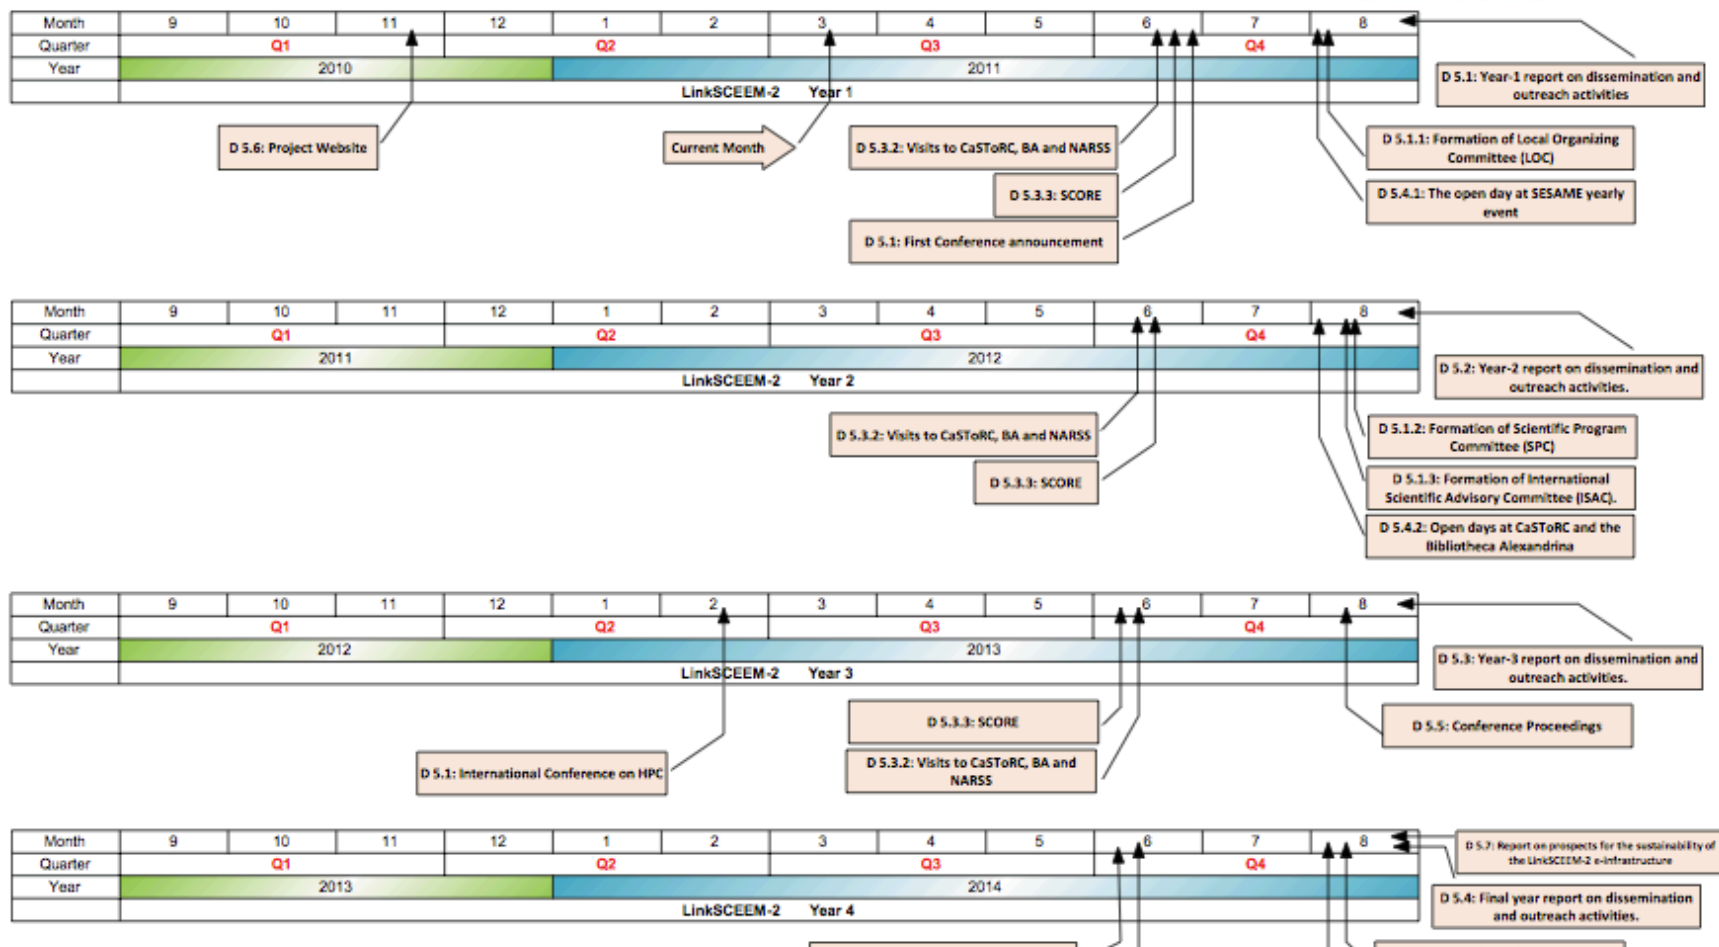 Month 9 10 11 12 1 2 3 4 5 6 7 8
Quarter Q1 Q2 Q3 Q4
Year 2010 2011
LinkSCEEM-2 Year 1
D 5.1: Year-1 report on dissemination and
outreach activities
D 5.6: Project Website
Current Month
D 5.3.2: Visits to CaSToRC, BA and NARSS
D 5.1.1: Formation of Local Organizing
Committee (LOC)
D 5.3.3: SCORE
D 5.4.1: The open day at SESAME yearly
event
D 5.1: First Conference announcement
Month 9 10 11 12 1 2 3 4 5 6 7 8
Quarter Q1 Q2 Q3 Q4
Year 2011 2012
LinkSCEEM-2 Year 2
D 5.2: Year-2 report on dissemination and
outreach activities.
D 5.3.2: Visits to CaSToRC, BA and NARSS
D 5.1.2: Formation of Scientific Program
Committee (SPC)
D 5.3.3: SCORE
D 5.1.3: Formation of International
Scientific Advisory Committee (ISAC).
D 5.4.2: Open days at CaSToRC and the
Bibliotheca Alexandrina
Month 9 10 11 12 1 2 3 4 5 6 7 8
Quarter Q1 Q2 Q3 Q4
Year 2012 2013
LinkSCEEM-2 Year 3
D 5.3: Year-3 report on dissemination and
outreach activities.
D 5.3.3: SCORE
D 5.5: Conference Proceedings
D 5.1: International Conference on HPC
D 5.3.2: Visits to CaSToRC, BA and
NARSS
Month 9 10 11 12 1 2 3 4 5 6 7 8
Quarter Q1 Q2 Q3 Q4
Year 2013 2014
LinkSCEEM-2 Year 4
D 5.7: Report on prospects for the sustainability of
the LinkSCEEM-2 e-infrastructure
D 5.4: Final year report on dissemination
and outreach activities.